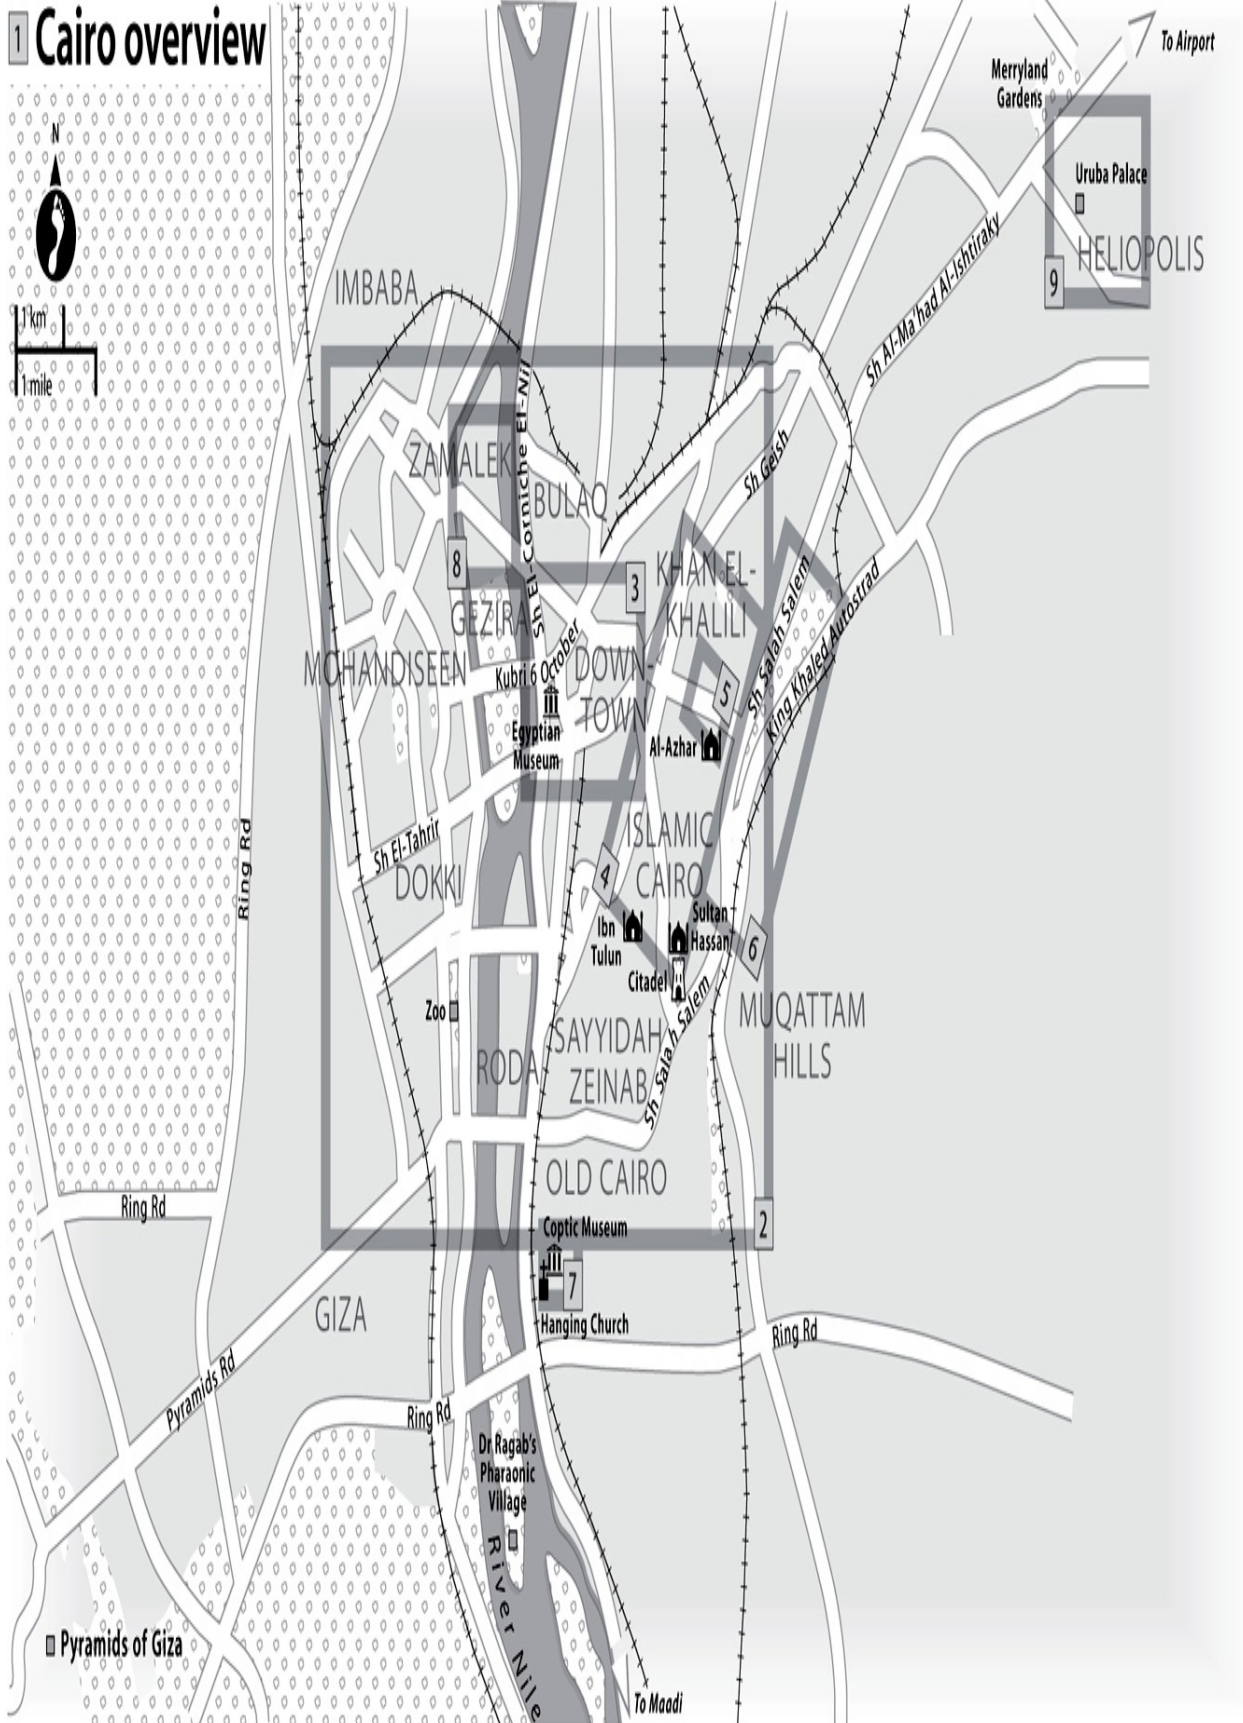 1 Cairo overview
To Airport
Merryland
Gardens
N
Uruba Palace
HELIOPOLIS
9
IMBABA
1 km
1 mile
Sh Al-Ma'had Al-Ishtiraky
Sh El-Corniche El-Nil
ZAMALEK
BULAQ
Sh Geish
8
3
KHAN EL-
KHALILI
GEZIRA
Sh Salah Salem
King Khaled Autostrad
MOHANDISEEN
Kubri 6 October
DOWN-
TOWN
5
Egyptian
Museum
Al-Azhar
Ring Rd
Sh El-Tahrir
DOKKI
ISLAMIC
CAIRO
4
Ibn
Tulun
Sultan
Hassan
6
Citadel
Zoo
MUQATTAM
HILLS
RODA
SAYYIDAH
ZEINAB
Sh Salah Salem
OLD CAIRO
Ring Rd
2
Coptic Museum
7
Hanging Church
GIZA
Ring Rd
Pyramids Rd
Ring Rd
Dr Ragab's
Pharaonic
Village
River Nile
Pyramids of Giza
To Maadi